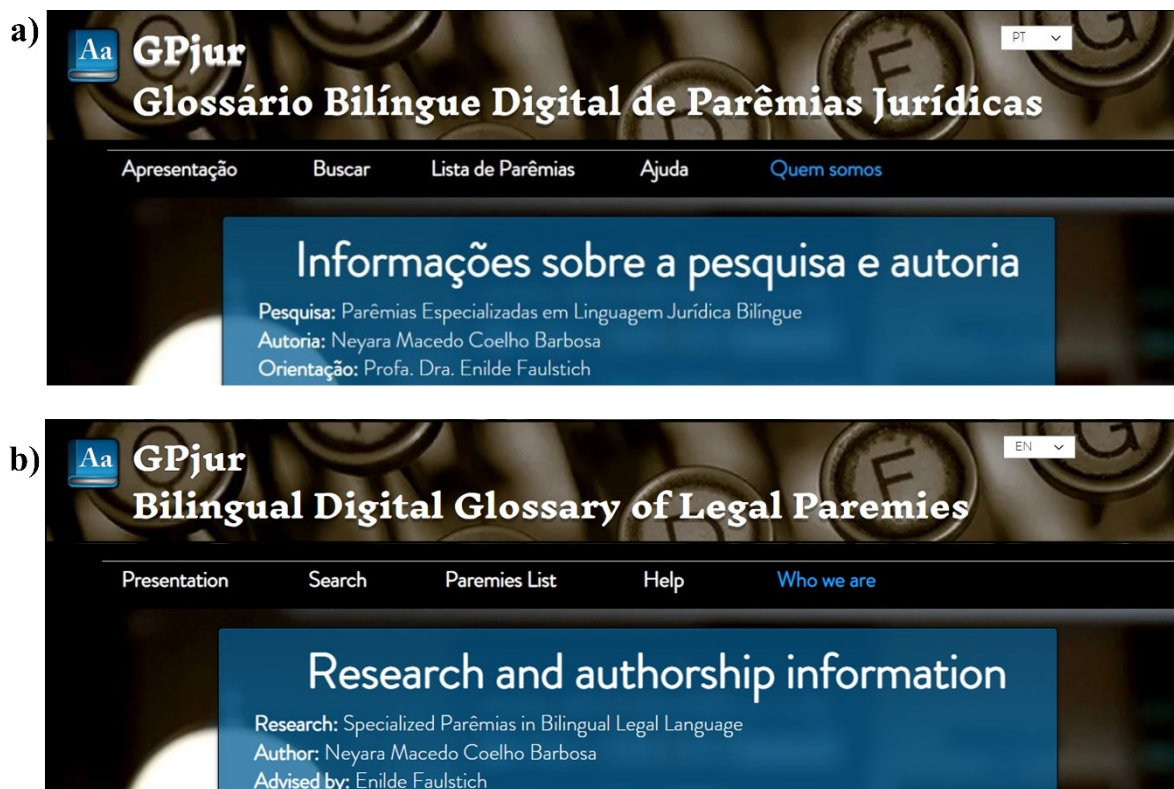 a)
Aa GPjur
PT
Glossário Bilíngue Digital de Parêmias Jurídicas
Apresentação Buscar Lista de Parêmias Ajuda Quem somos
Informações sobre a pesquisa e autoria
Pesquisa: Parêmias Especializadas em Linguagem Jurídica Bilíngue
Autoria: Neyara Macedo Coelho Barbosa
Orientação: Profa. Dra. Enilde Faulstich
b)
Aa GPjur
EN
Bilingual Digital Glossary of Legal Paremies
Presentation Search Paremies List Help Who we are
Research and authorship information
Research: Specialized Parêmias in Bilingual Legal Language
Author: Neyara Macedo Coelho Barbosa
Advised by: Enilde Faulstich